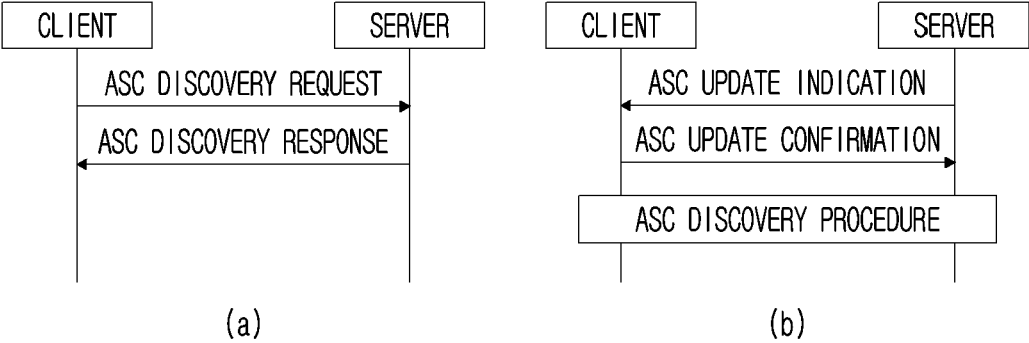 CLIENT
SERVER
ASC DISCOVERY REQUEST
ASC DISCOVERY RESPONSE
(a)
CLIENT
SERVER
ASC UPDATE INDICATION
ASC UPDATE CONFIRMATION
ASC DISCOVERY PROCEDURE
(b)